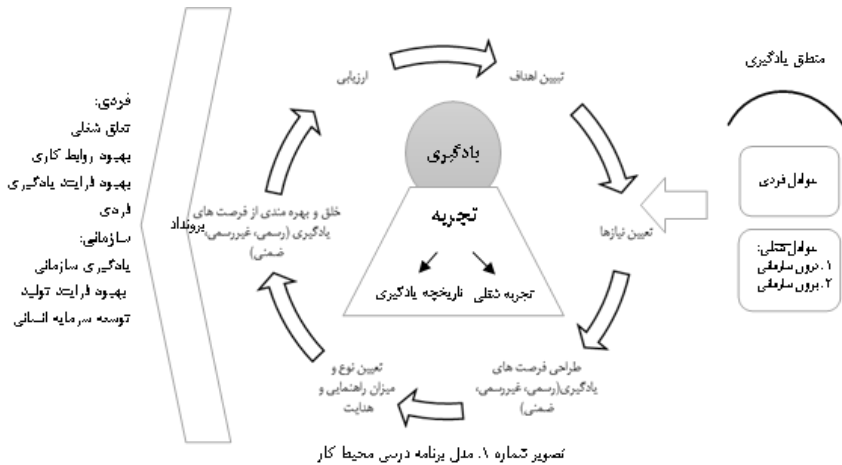 منطق یادگیری
عوامل فردی
عوامل شغلی:
۱. درون سازمانی
۲. برون سازمانی
تبیین اهداف
تعیین نیازها
طراحی فرصت های
یادگیری(رسمی، غیررسمی،
ضمنی)
تعیین نوع و
میزان راهنمایی و
هدایت
خلق و بهره مندی از فرصت های
یادگیری (رسمی، غیررسمی،
ضمنی)
ارزیابی
یادگیری
تجربه
تجربه شغلی
تاریخچه یادگیری
برونداد
فردی:
تعلق شغلی
بهبود روابط کاری
بهبود فرایند یادگیری
فردی
سازمانی:
یادگیری سازمانی
بهبود فرایند تولید
توسعه سرمایه انسانی
تصویر شماره ۱. مدل برنامه درسی محیط کار